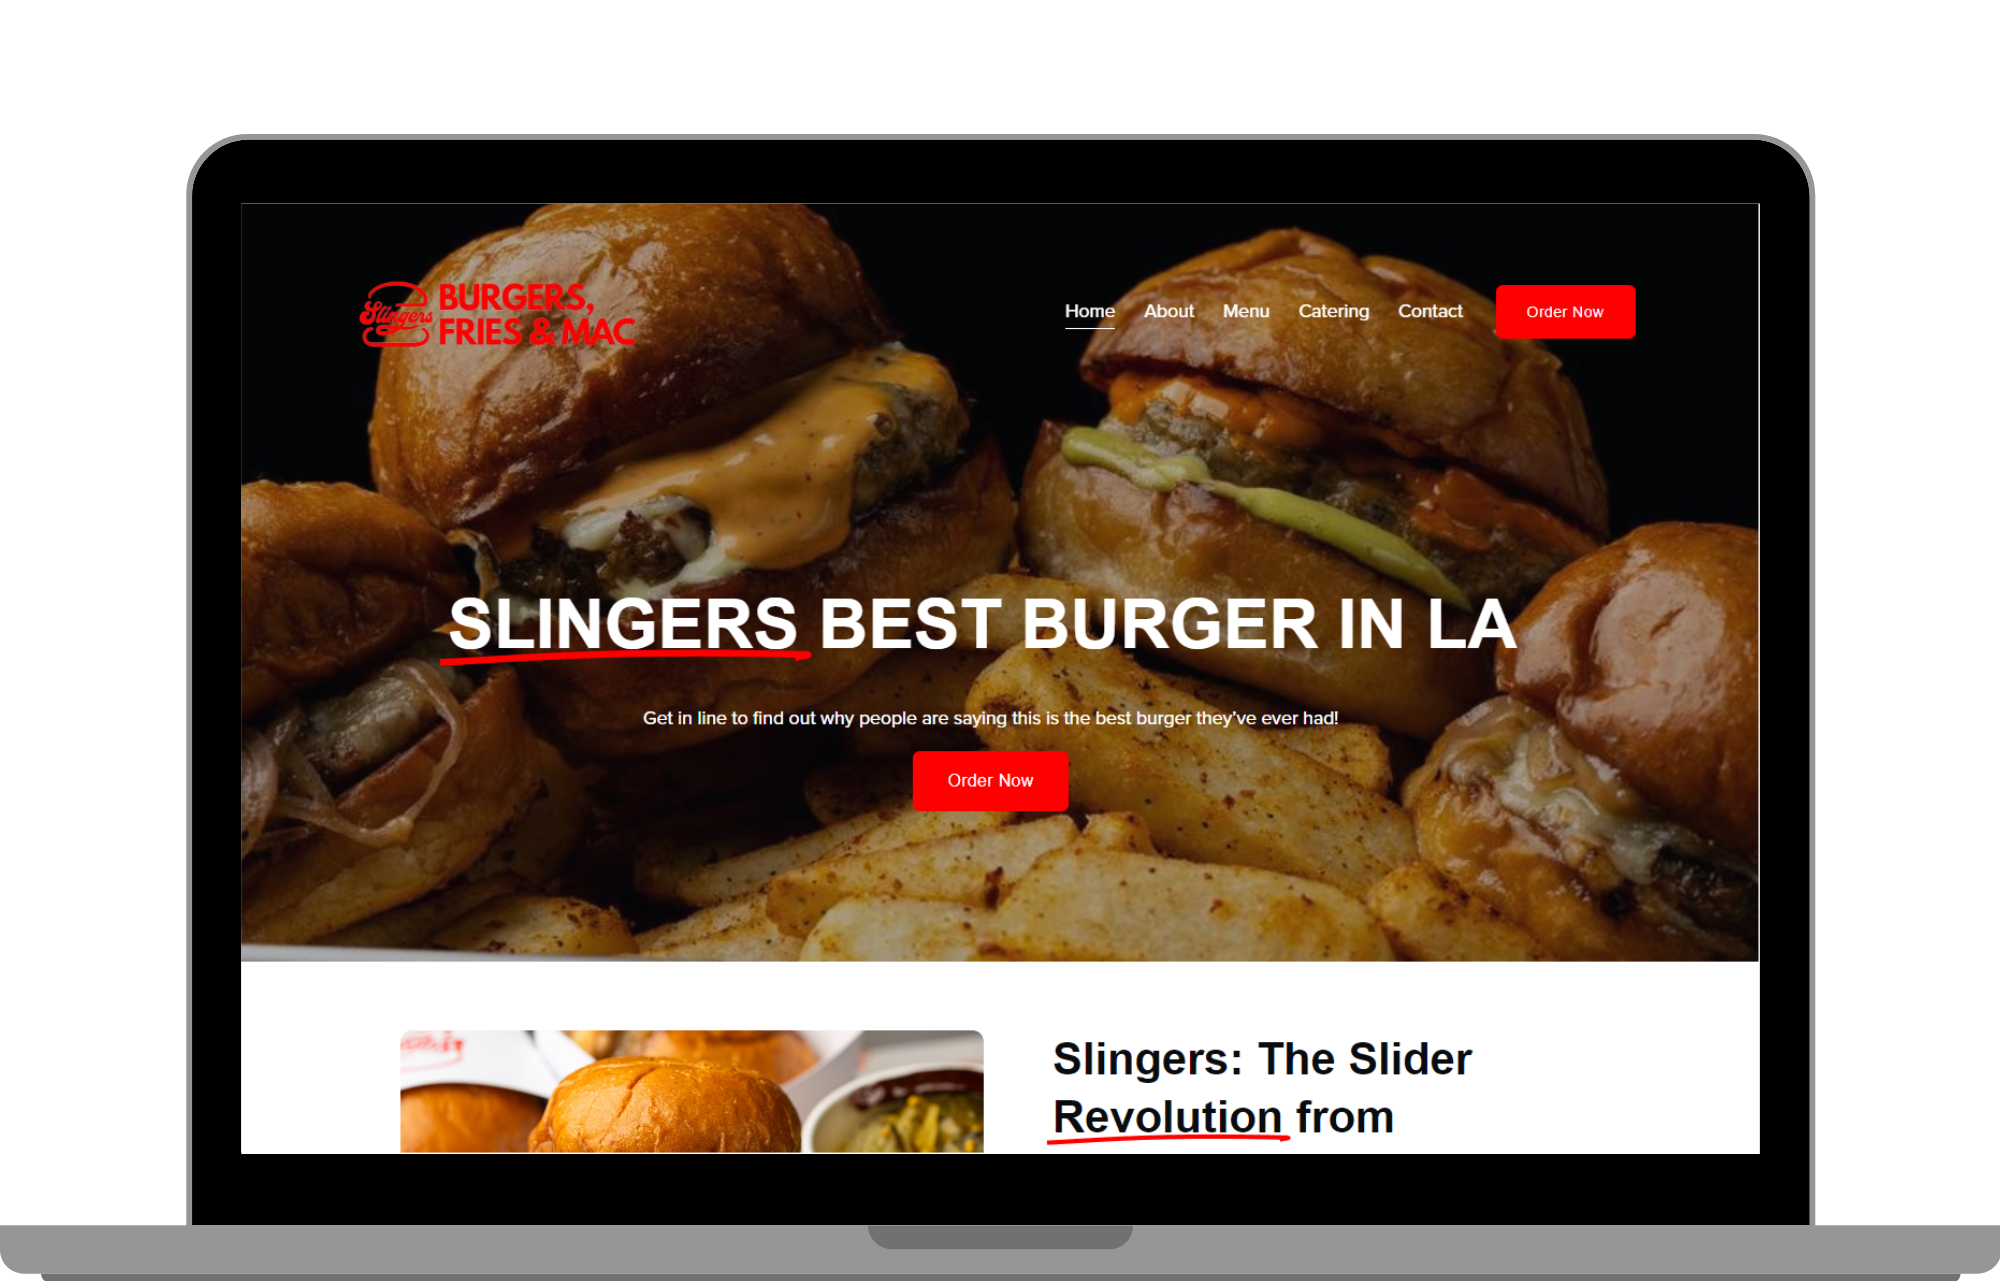 Slingers
BURGERS,
FRIES & MAC
Home
About
Menu
Catering
Contact
Order Now
SLINGERS BEST BURGER IN LA
Get in line to find out why people are saying this is the best burger they've ever had!
Order Now
Slingers: The Slider
Revolution from